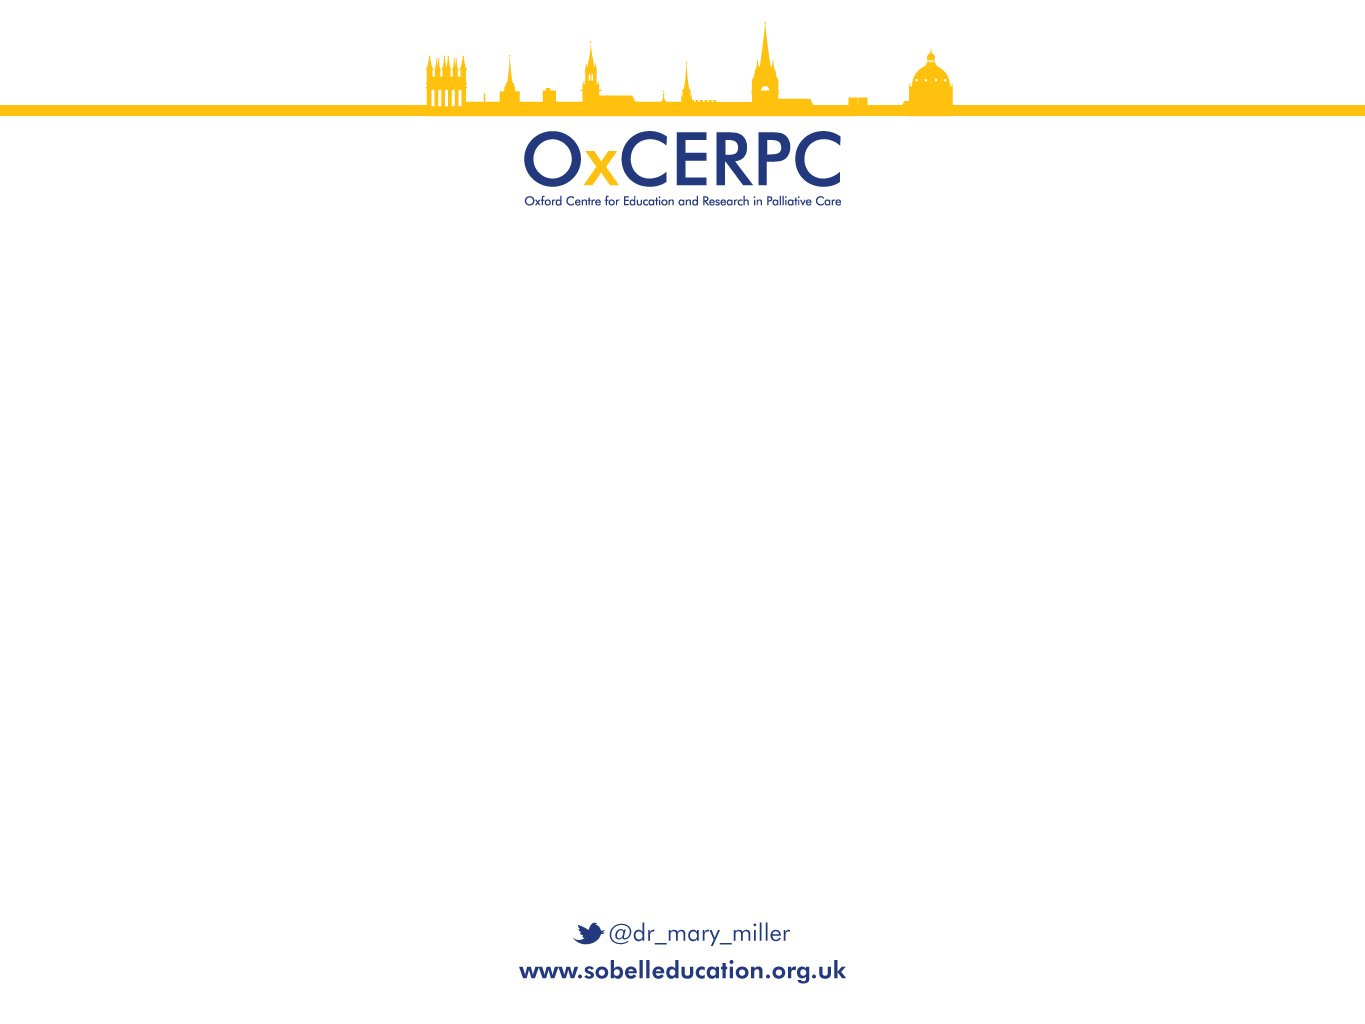 OxCERPC
Oxford Centre for Education and Research in Palliative Care
@dr_mary_miller
www.sobelleducation.org.uk